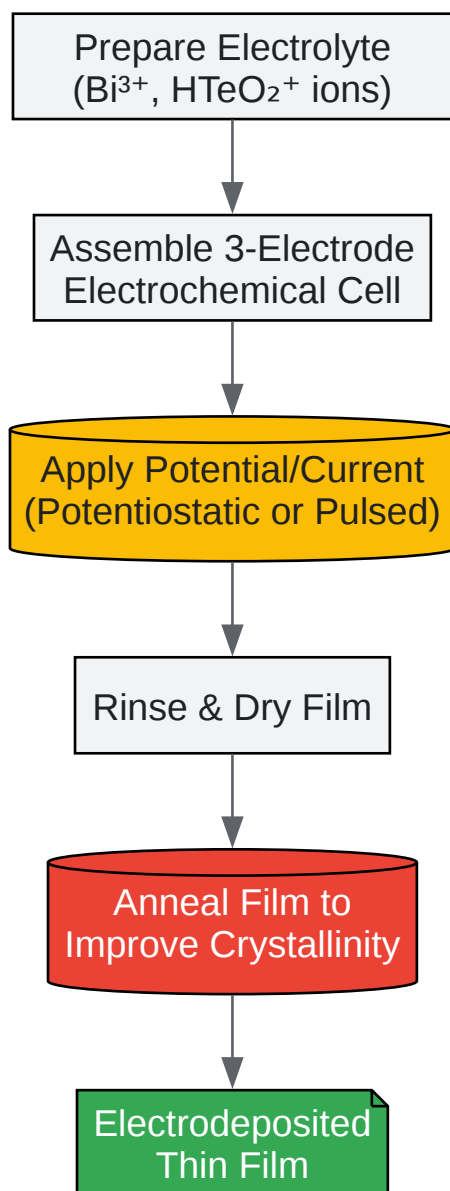 Prepare Electrolyte
(Bi³⁺, HTeO₂⁺ ions)
Assemble 3-Electrode
Electrochemical Cell
Apply Potential/Current
(Potentiostatic or Pulsed)
Rinse & Dry Film
Anneal Film to
Improve Crystallinity
Electrodeposited
Thin Film